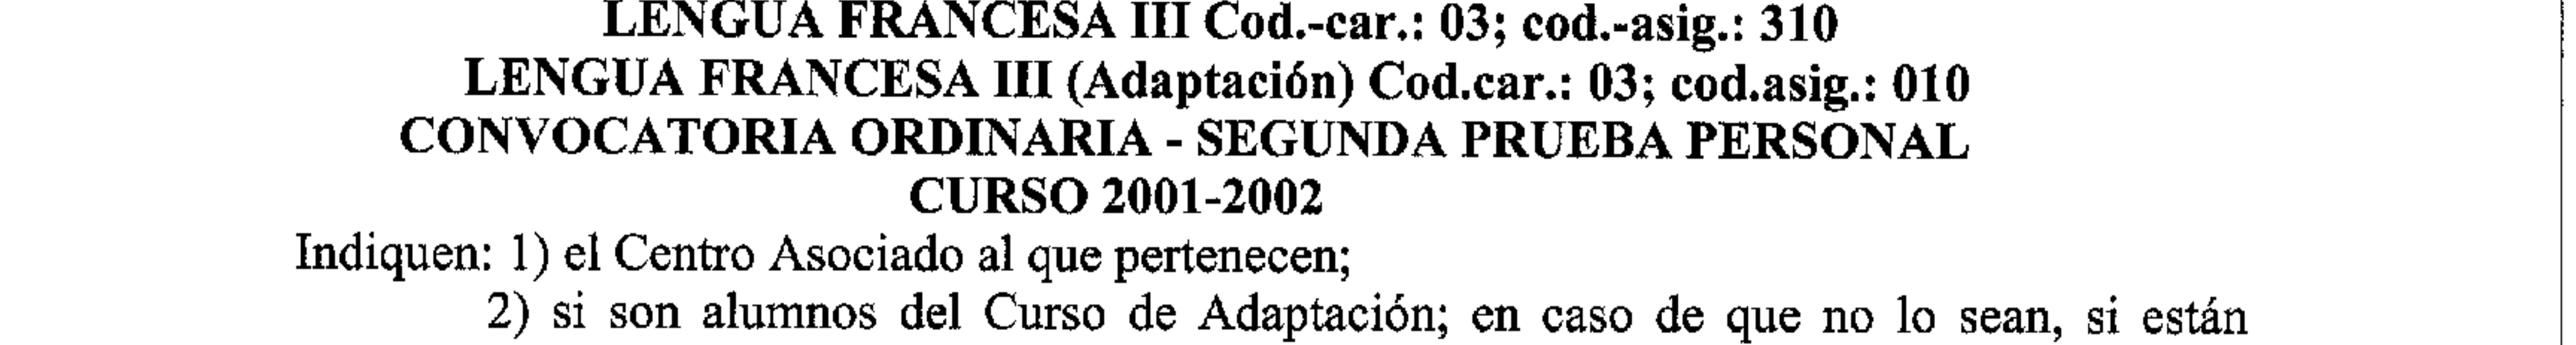 LENGUA FRANCESA III Cod.-car.: 03; cod.-asig.: 310
LENGUA FRANCESA III (Adaptación) Cod.car.: 03; cod.asig.: 010
CONVOCATORIA ORDINARIA - SEGUNDA PRUEBA PERSONAL
CURSO 2001-2002
Indiquen: 1) el Centro Asociado al que pertenecen;
2) si son alumnos del Curso de Adaptación; en caso de que no lo sean, si están